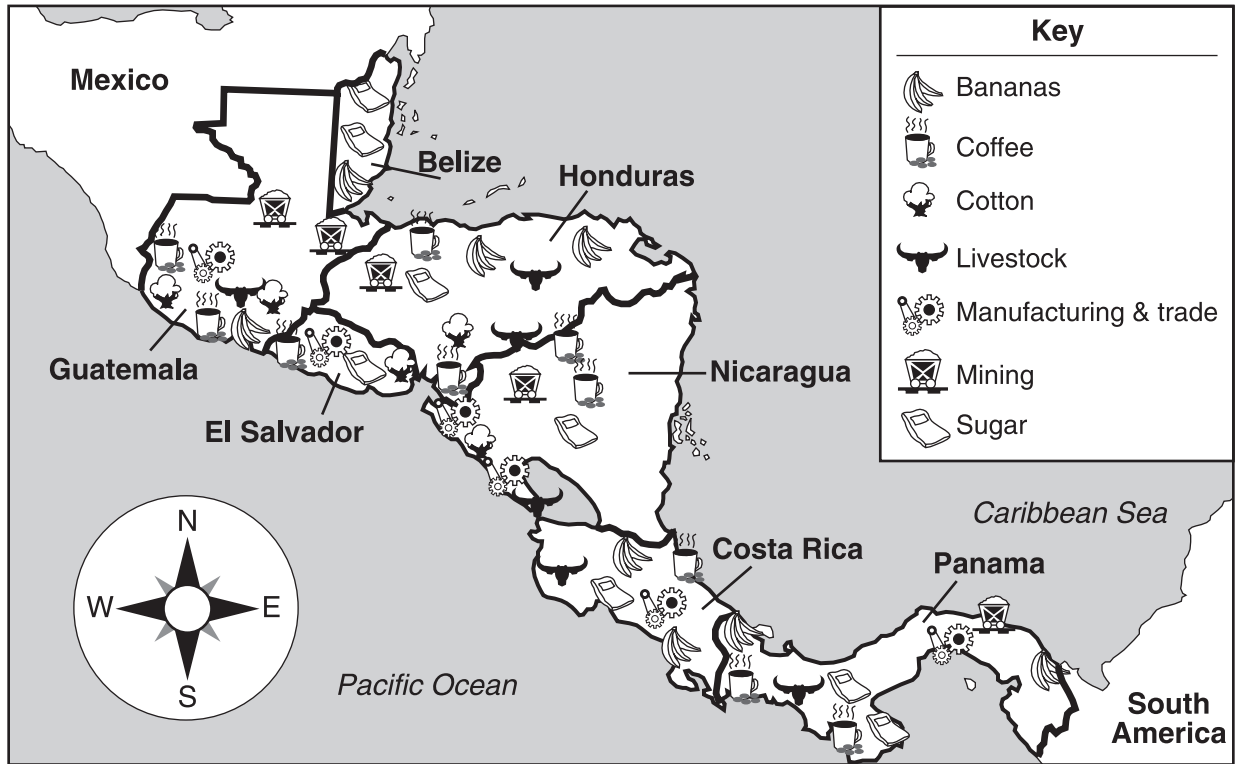 Mexico
Belize
Honduras
Guatemala
El Salvador
Nicaragua
Costa Rica
Panama
Caribbean Sea
Pacific Ocean
South
America
N
W
E
S
Key
Bananas
Coffee
Cotton
Livestock
Manufacturing & trade
Mining
Sugar